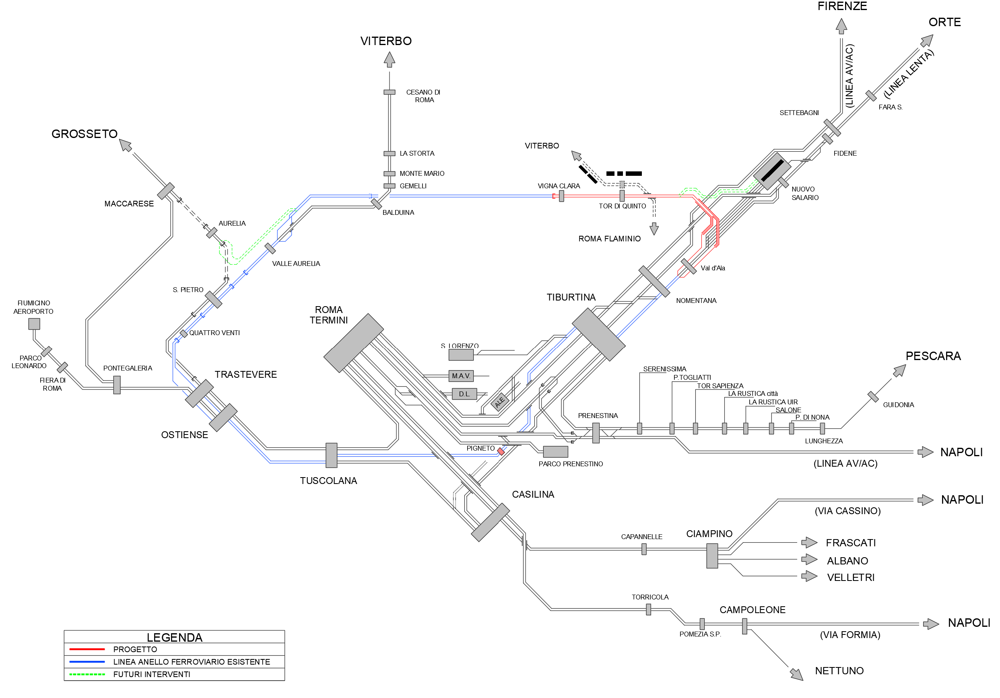 FIRENZE
ORTE
(LINEA AV/AC)
(LINEA LENTA)
VITERBO
CESANO DI
ROMA
FARA S.
SETTEBAGNI
GROSSETO
VITERBO
LA STORTA
FIDENE
MONTE MARIO
GEMELLI
VIGNA CLARA
NUOVO
SALARIO
MACCARESE
TOR DI QUINTO
BALDUINA
AURELIA
ROMA FLAMINIO
VALLE AURELIA
Val d'Ala
S. PIETRO
TIBURTINA
NOMENTANA
FIUMICINO
AEROPORTO
ROMA
TERMINI
QUATTRO VENTI
S. LORENZO
PARCO
LEONARDO
PESCARA
PONTEGALERIA
SERENISSIMA
TRASTEVERE
M.A.V.
P.TOGLIATTI
FIERA DI
ROMA
TOR SAPIENZA
D.L.
LA RUSTICA città
ALE
LA RUSTICA UIR
GUIDONIA
SALONE
PRENESTINA
P. DI NONA
OSTIENSE
LUNGHEZZA
PIGNETO
NAPOLI
PARCO PRENESTINO
(LINEA AV/AC)
TUSCOLANA
CASILINA
NAPOLI
(VIA CASSINO)
CIAMPINO
CAPANNELLE
FRASCATI
ALBANO
VELLETRI
TORRICOLA
CAMPOLEONE
NAPOLI
POMEZIA S.P.
(VIA FORMIA)
LEGENDA
PROGETTO
LINEA ANELLO FERROVIARIO ESISTENTE
FUTURI INTERVENTI
NETTUNO